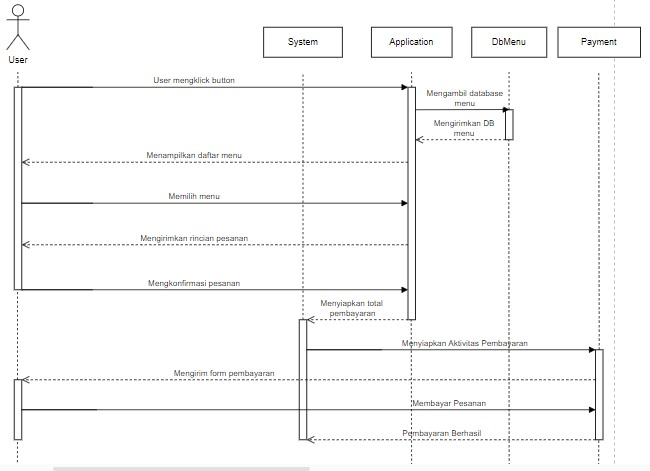 User
System
Application
DbMenu
Payment
User mengklick button
Mengambil database
menu
Mengirimkan DB
menu
Menampilkan daftar menu
Memilih menu
Mengirimkan rincian pesanan
Mengkonfirmasi pesanan
Menyiapkan total
pembayaran
Menyiapkan Aktivitas Pembayaran
Mengirim form pembayaran
Membayar Pesanan
Pembayaran Berhasil